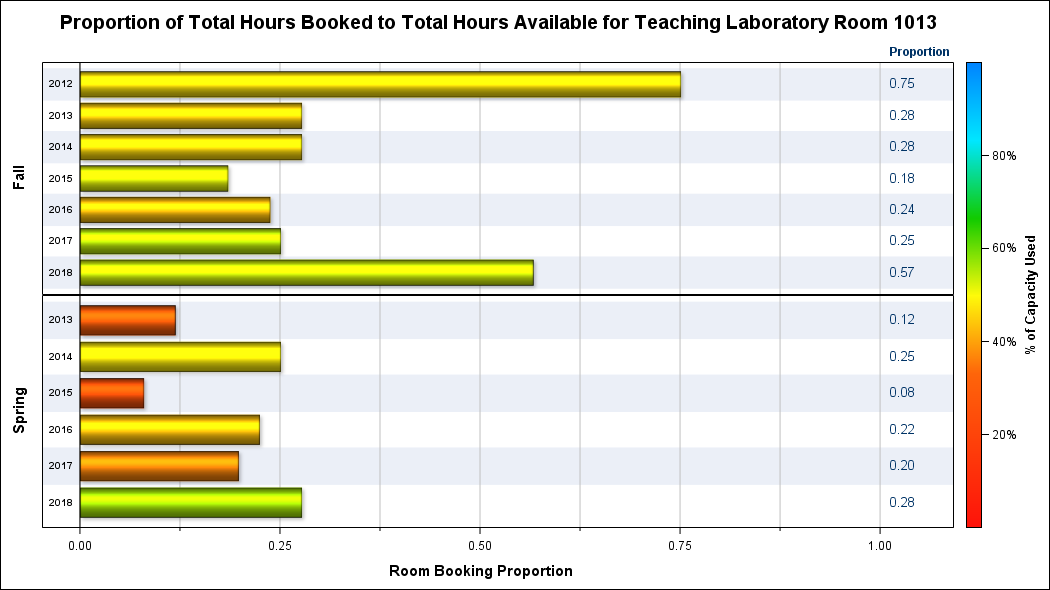 Proportion of Total Hours Booked to Total Hours Available for Teaching Laboratory Room 1013
Proportion
Fall
2012 0.75
2013 0.28
2014 0.28
2015 0.18
2016 0.24
2017 0.25
2018 0.57
Spring
2013 0.12
2014 0.25
2015 0.08
2016 0.22
2017 0.20
2018 0.28
0.00 0.25 0.50 0.75 1.00
Room Booking Proportion
80%
60%
40%
20%
% of Capacity Used